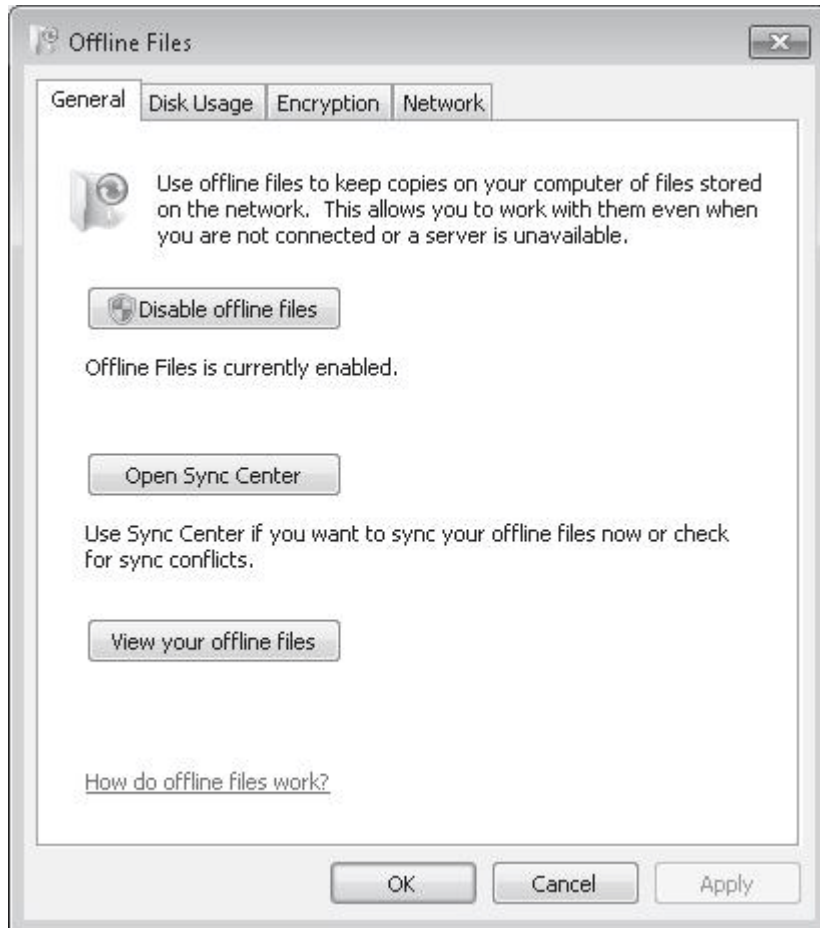 Offline Files
General
Disk Usage
Encryption
Network
Use offline files to keep copies on your computer of files stored
on the network. This allows you to work with them even when
you are not connected or a server is unavailable.
Disable offline files
Offline Files is currently enabled.
Open Sync Center
Use Sync Center if you want to sync your offline files now or check
for sync conflicts.
View your offline files
How do offline files work?
OK
Cancel
Apply